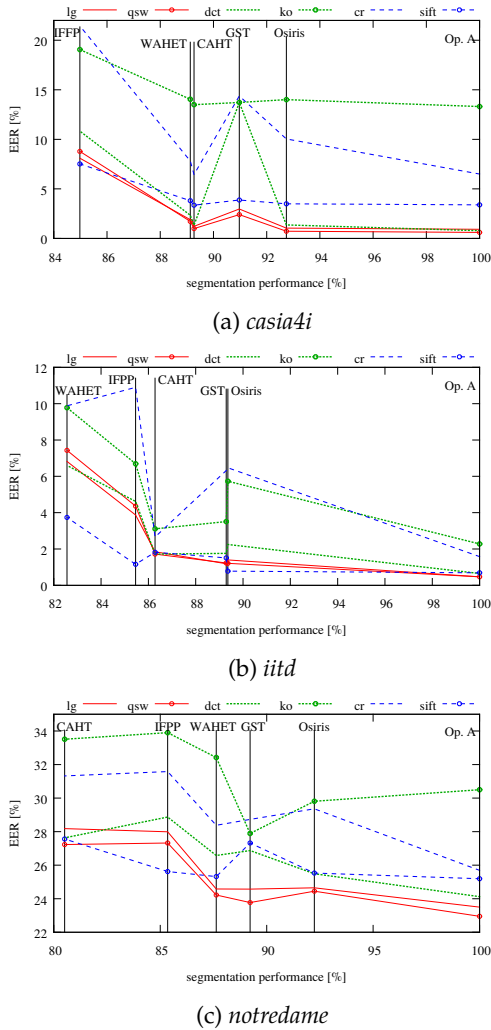 lg qsw dct ko cr sift
IFFP WAHET CAHT GST Osiris Op. A
EER [%]
20
15
10
5
0
84 86 88 90 92 94 96 98 100
segmentation performance [%]
(a) casia4i
lg qsw dct ko cr sift
WAHET IFPP CAHT GST Osiris Op. A
EER [%]
12
10
8
6
4
2
0
82 84 86 88 90 92 94 96 98 100
segmentation performance [%]
(b) iitd
lg qsw dct ko cr sift
CAHT IFPP WAHET GST Osiris Op. A
EER [%]
34
32
30
28
26
24
22
80 85 90 95 100
segmentation performance [%]
(c) notredame